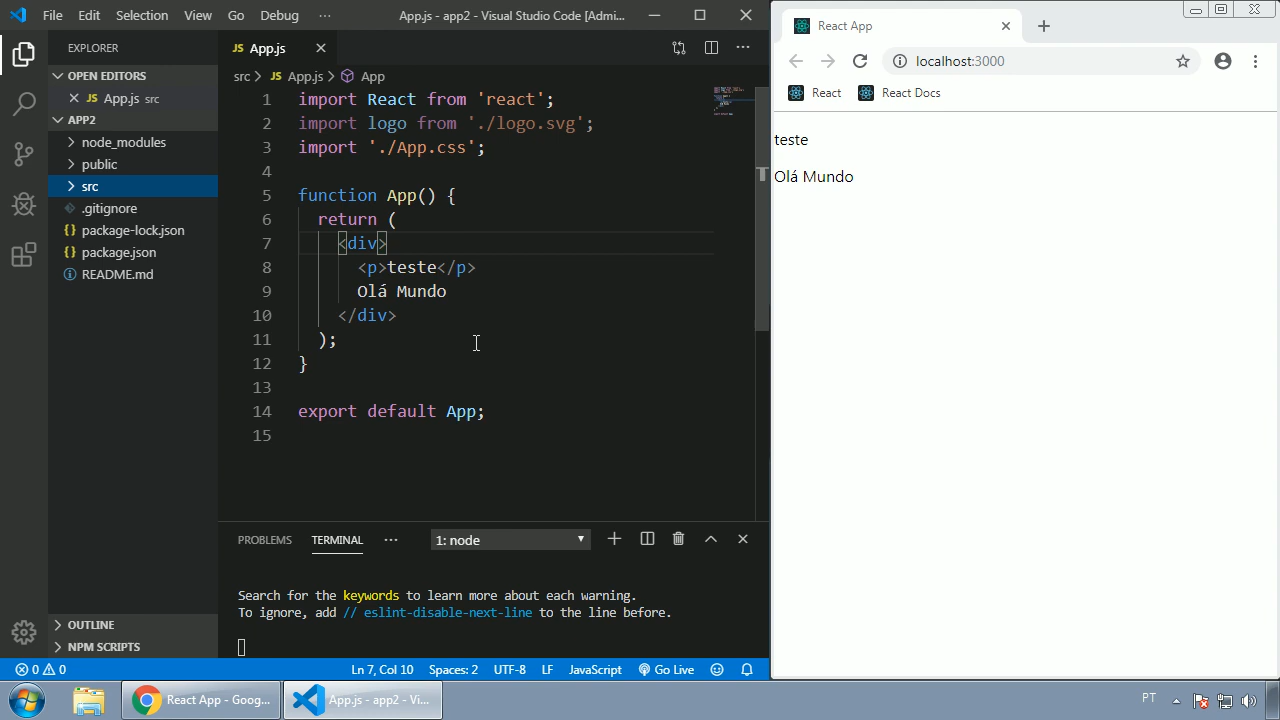 File Edit Selection View Go Debug ··· App.js - app2 - Visual Studio Code [Admi...
EXPLORER
OPEN EDITORS
JS App.js src
APP2
node_modules
public
src
.gitignore
{} package-lock.json
{} package.json
README.md
OUTLINE
NPM SCRIPTS
JS App.js
src > JS App.js > App
1 import React from 'react';
2 import logo from './logo.svg';
3 import './App.css';
4
5 function App() {
6 return (
7 <div>
8 <p>teste</p>
9 Olá Mundo
10 </div>
11 );
12 }
13
14 export default App;
15
PROBLEMS TERMINAL ··· 1: node
Search for the keywords to learn more about each warning.
To ignore, add // eslint-disable-next-line to the line before.
0 0 Ln 7, Col 10 Spaces: 2 UTF-8 LF JavaScript Go Live
React App
localhost:3000
React React Docs
teste
Olá Mundo
React App - Goog... App.js - app2 - Vi... PT